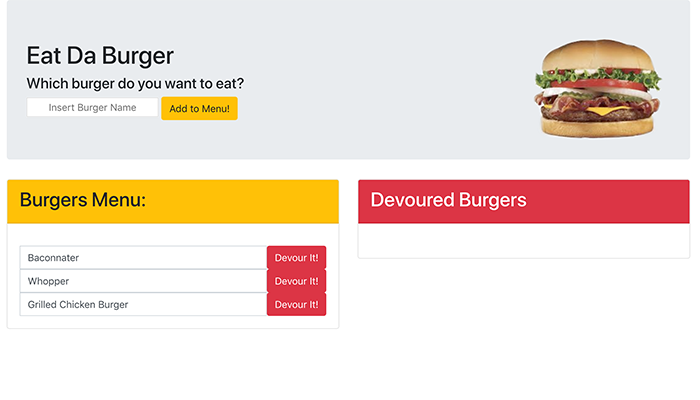 Eat Da Burger
Which burger do you want to eat?
Insert Burger Name
Add to Menu!
Burgers Menu:
Baconnater
Devour It!
Whopper
Devour It!
Grilled Chicken Burger
Devour It!
Devoured Burgers